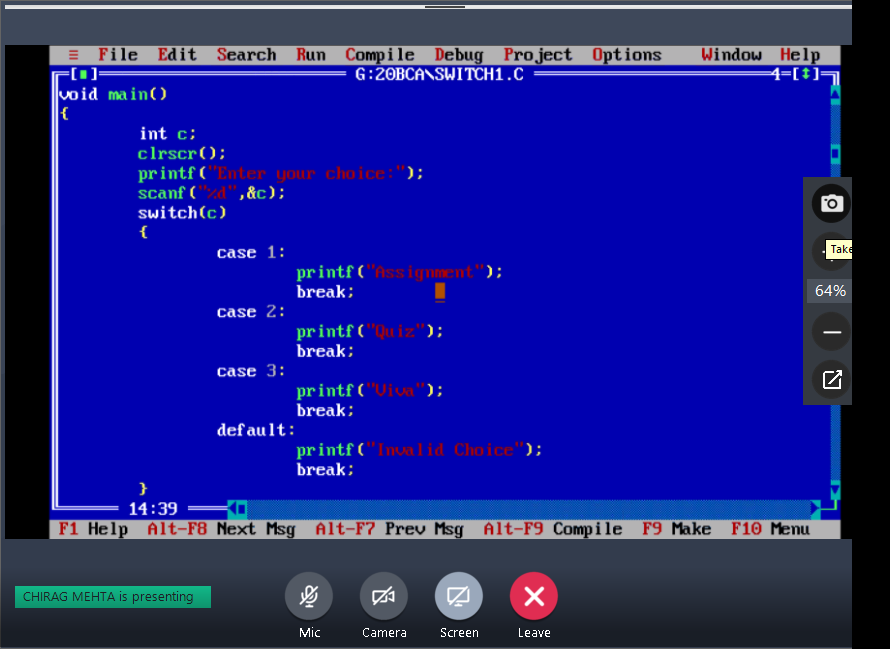 ≡ File Edit Search Run Compile Debug Project Options Window Help
[■] G:20BCA\SWITCH1.C 4=[↕]
void main()
{
int c;
clrscr();
printf("Enter your choice:");
scanf("%d",&c);
switch(c)
{
case 1:
printf("Assignment");
break;
case 2:
printf("Quiz");
break;
case 3:
printf("Viva");
break;
default:
printf("Invalid Choice");
break;
}
14:39
F1 Help Alt-F8 Next Msg Alt-F7 Prev Msg Alt-F9 Compile F9 Make F10 Menu
Take
64%
CHIRAG MEHTA is presenting
Mic Camera Screen Leave